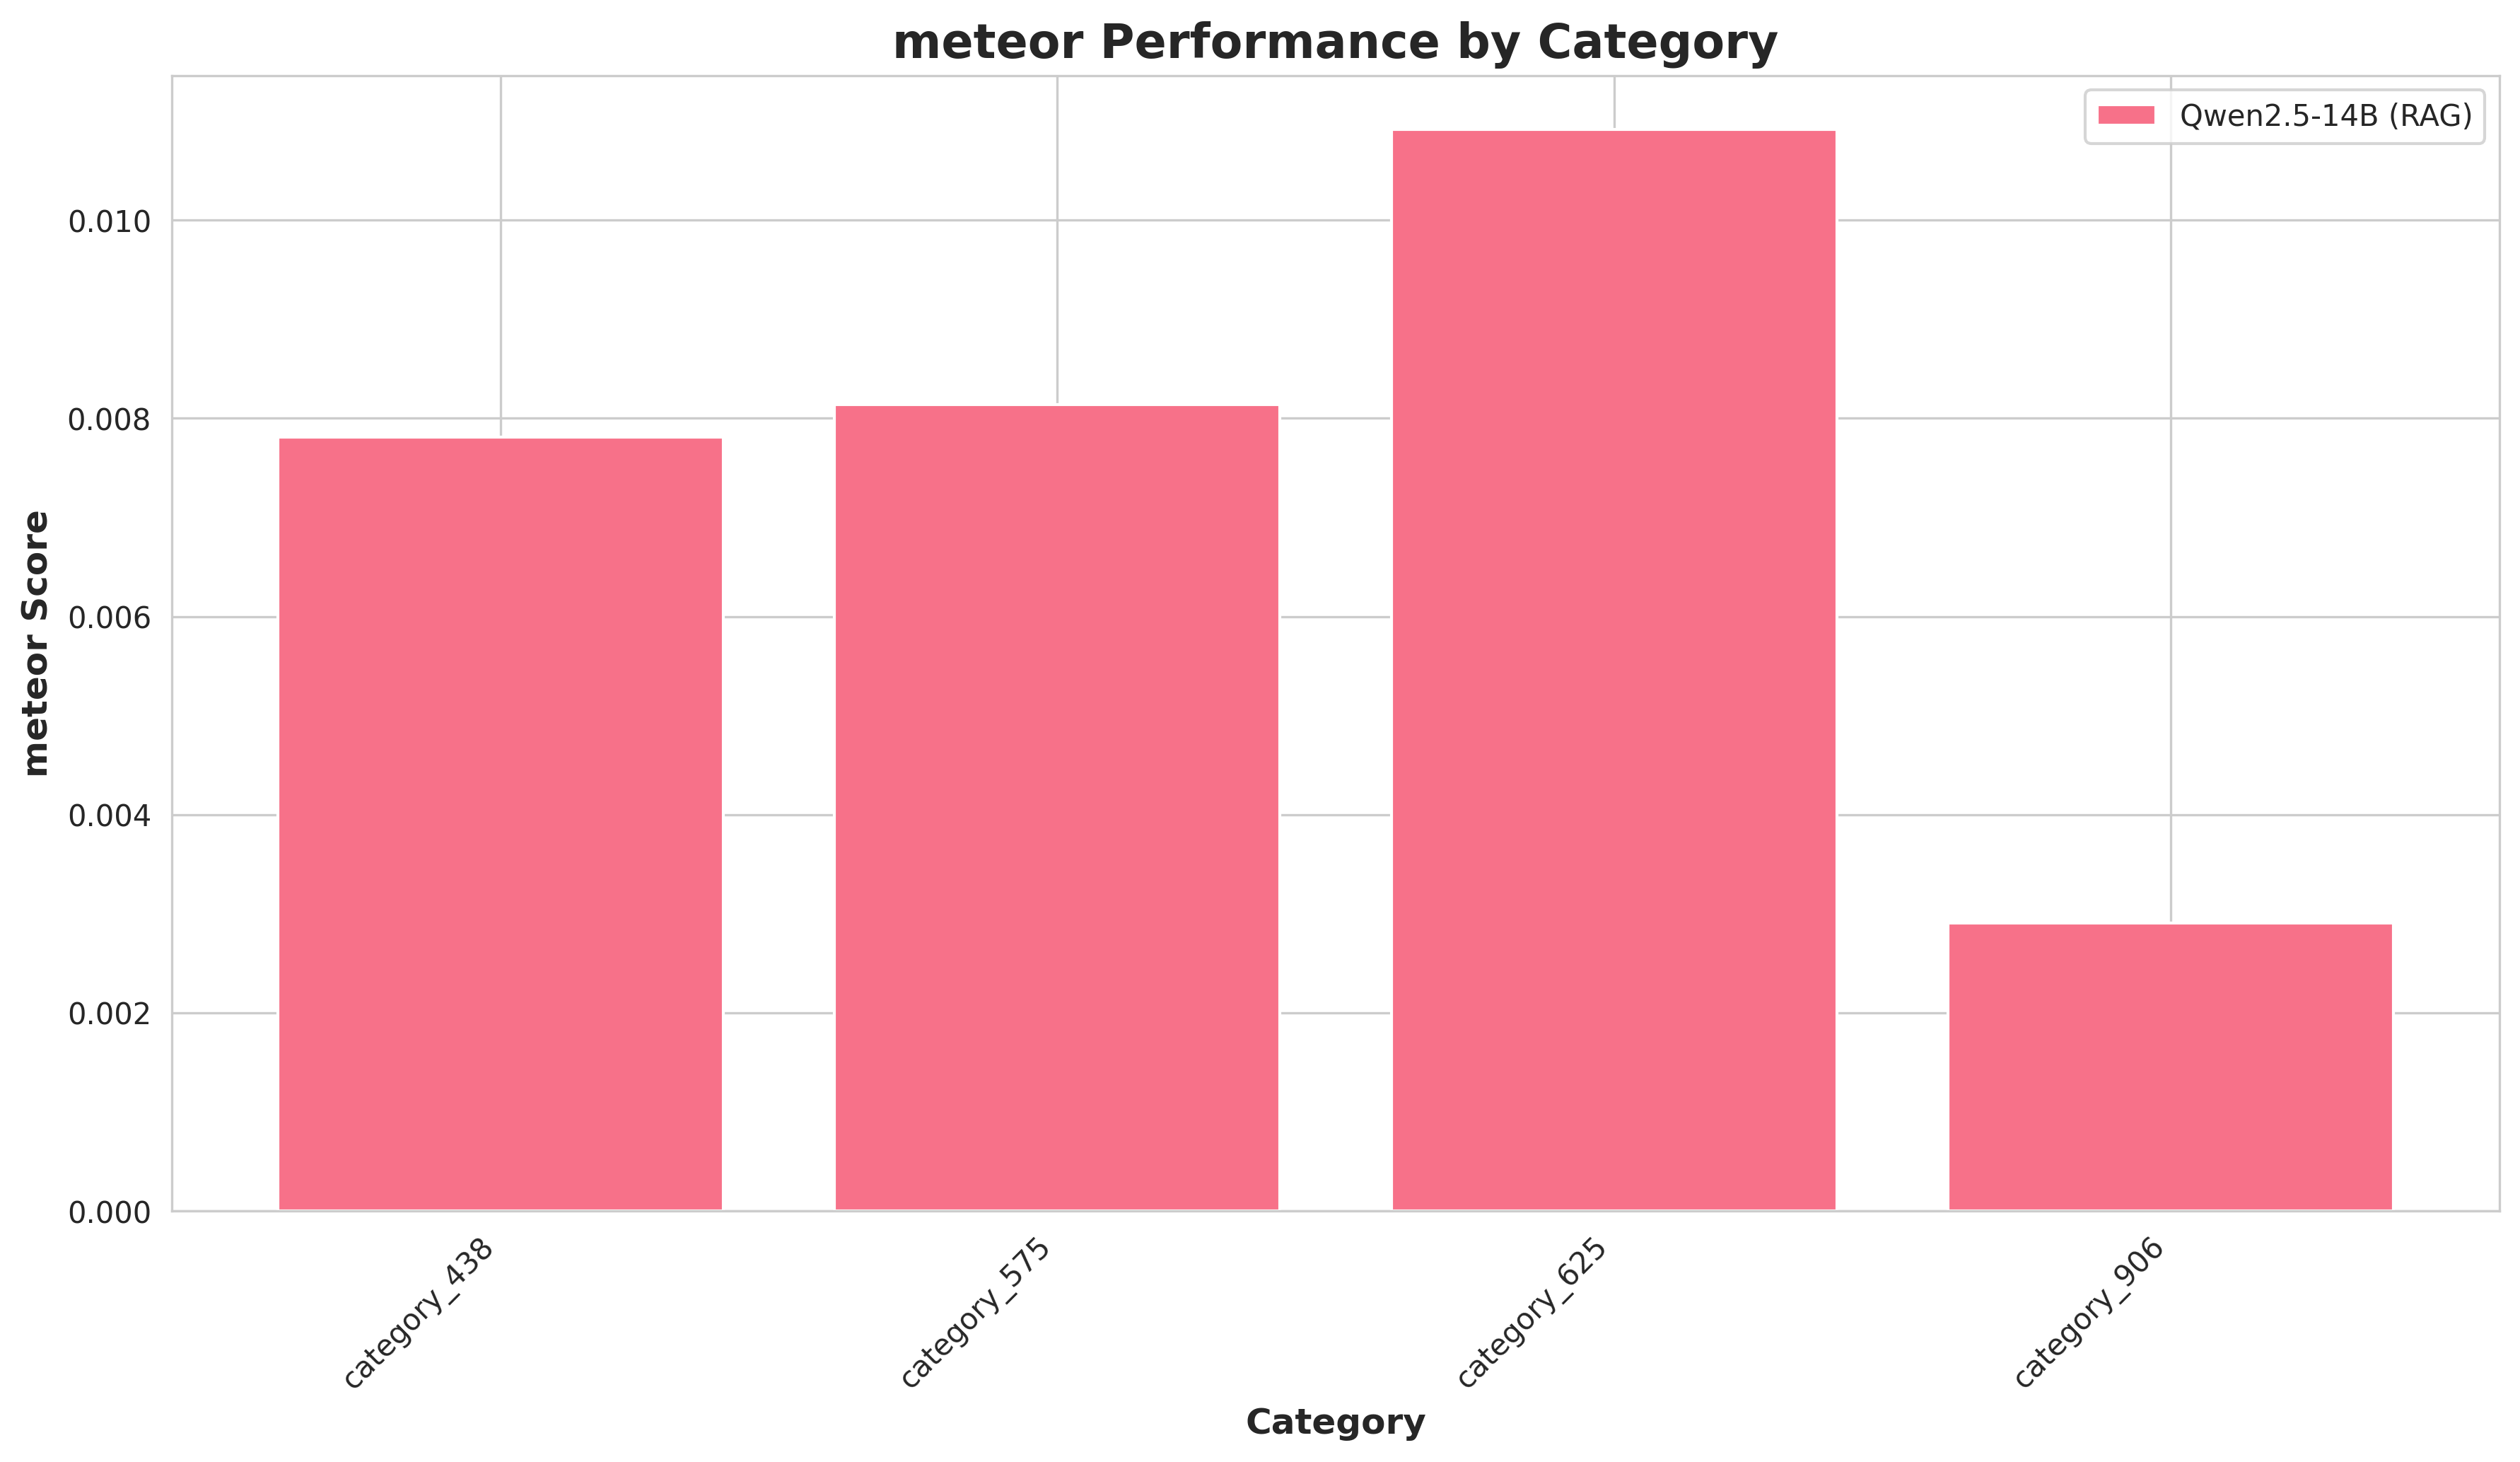 meteor Performance by Category
Qwen2.5-14B (RAG)
meteor Score
0.010
0.008
0.006
0.004
0.002
0.000
category_438
category_575
category_625
category_906
Category